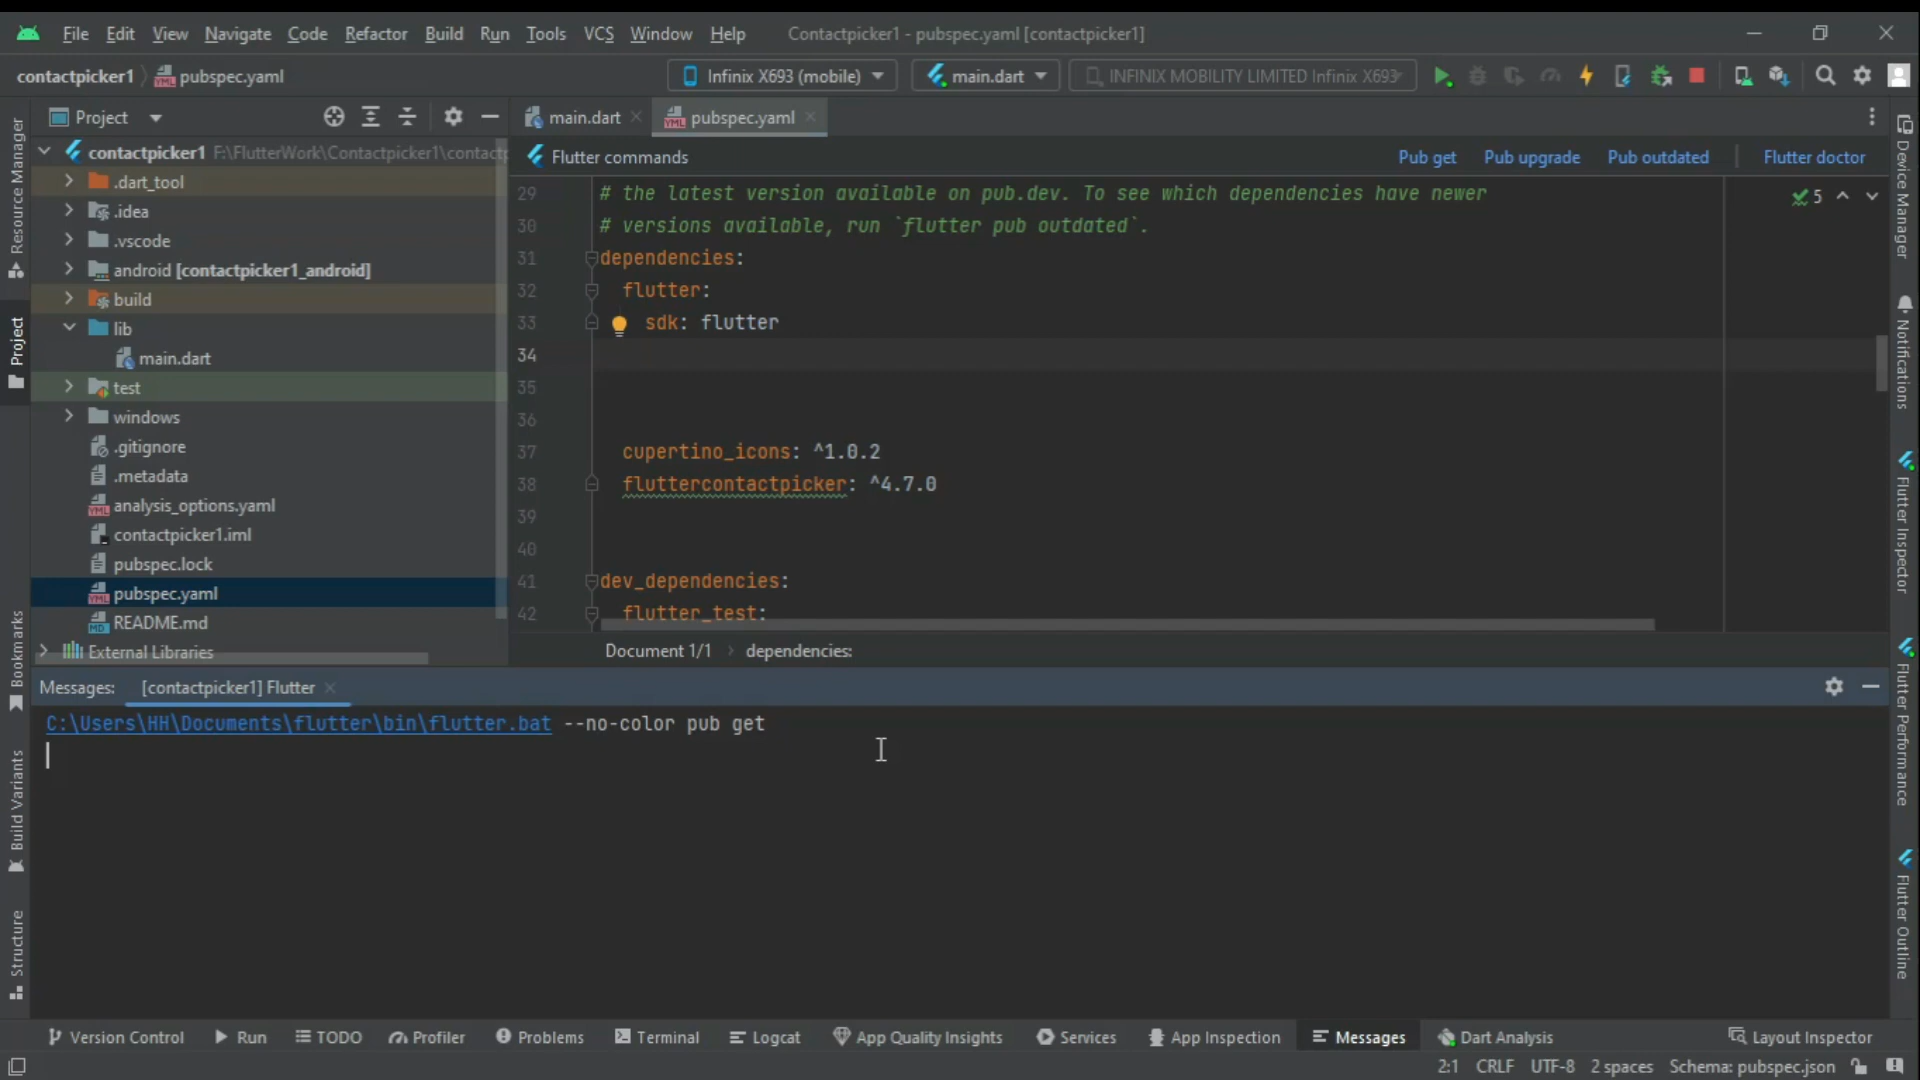 File Edit View Navigate Code Refactor Build Run Tools VCS Window Help Contactpicker1 - pubspec.yaml [contactpicker1]
contactpicker1 pubspec.yaml Infinix X693 (mobile) main.dart INFINIX MOBILITY LIMITED Infinix X693
Project main.dart pubspec.yaml
contactpicker1 F:\FlutterWork\Contactpicker1\contactp
Flutter commands Pub get Pub upgrade Pub outdated Flutter doctor
.dart_tool
.idea
.vscode
android [contactpicker1_android]
build
lib
main.dart
test
windows
.gitignore
.metadata
analysis_options.yaml
contactpicker1.iml
pubspec.lock
pubspec.yaml
README.md
External Libraries
29 # the latest version available on pub.dev. To see which dependencies have newer
30 # versions available, run `flutter pub outdated`.
31 dependencies:
32 flutter:
33 sdk: flutter
34
35
36
37 cupertino_icons: ^1.0.2
38 fluttercontactpicker: ^4.7.0
39
40
41 dev_dependencies:
42 flutter_test:
5
Document 1/1 dependencies:
Messages: [contactpicker1] Flutter
C:\Users\HH\Documents\flutter\bin\flutter.bat --no-color pub get
Resource Manager
Project
Bookmarks
Build Variants
Structure
Device Manager
Notifications
Flutter Inspector
Flutter Performance
Flutter Outline
Version Control Run TODO Profiler Problems Terminal Logcat App Quality Insights Services App Inspection Messages Dart Analysis Layout Inspector
2:1 CRLF UTF-8 2 spaces Schema: pubspec.json